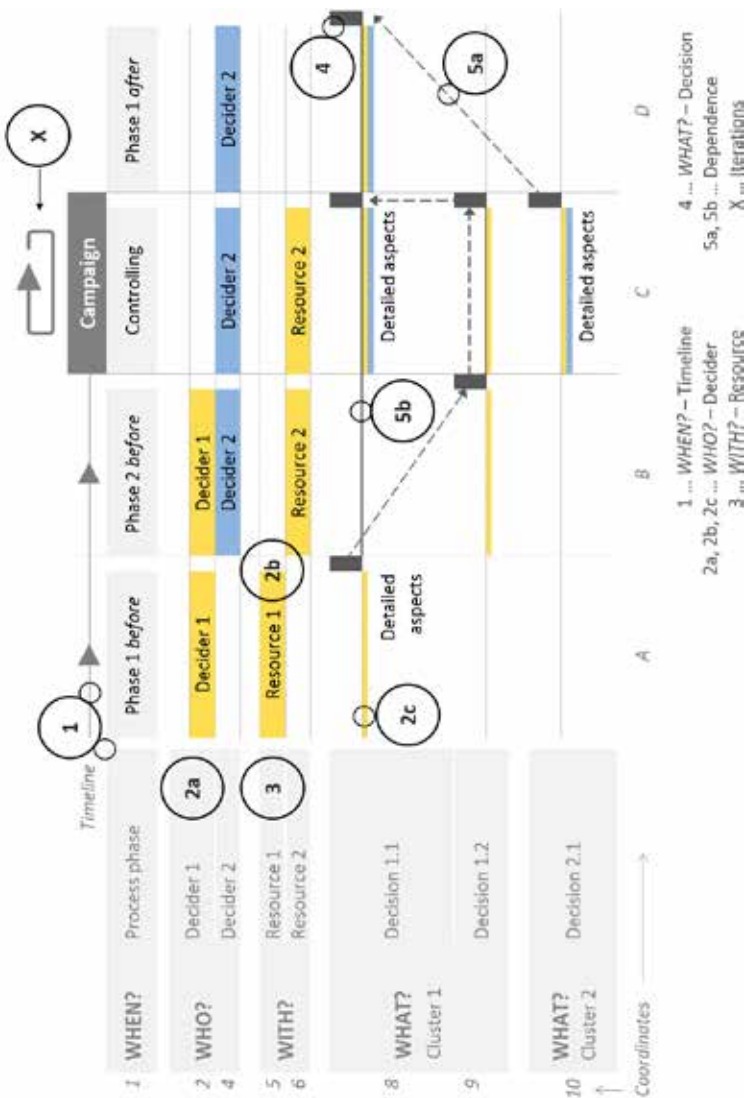 X
Campaign
Timeline
1
1 WHEN? Process phase Phase 1 before Phase 2 before Controlling Phase 1 after
2 WHO? Decider 1 2a Decider 1 Decider 1
4 Decider 2 Decider 2 Decider 2 Decider 2
5 WITH? Resource 1 3 Resource 1 2b
6 Resource 2 Resource 2 Resource 2
4
8 WHAT? Cluster 1 Decision 1.1 2c Detailed aspects 5b Detailed aspects 5a
9 Decision 1.2
10 WHAT? Cluster 2 Decision 2.1 Detailed aspects
Coordinates A B C D
1 ... WHEN? – Timeline
2a, 2b, 2c ... WHO? – Decider
3 ... WITH? – Resource
4 ... WHAT? – Decision
5a, 5b ... Dependence
X ... Iterations